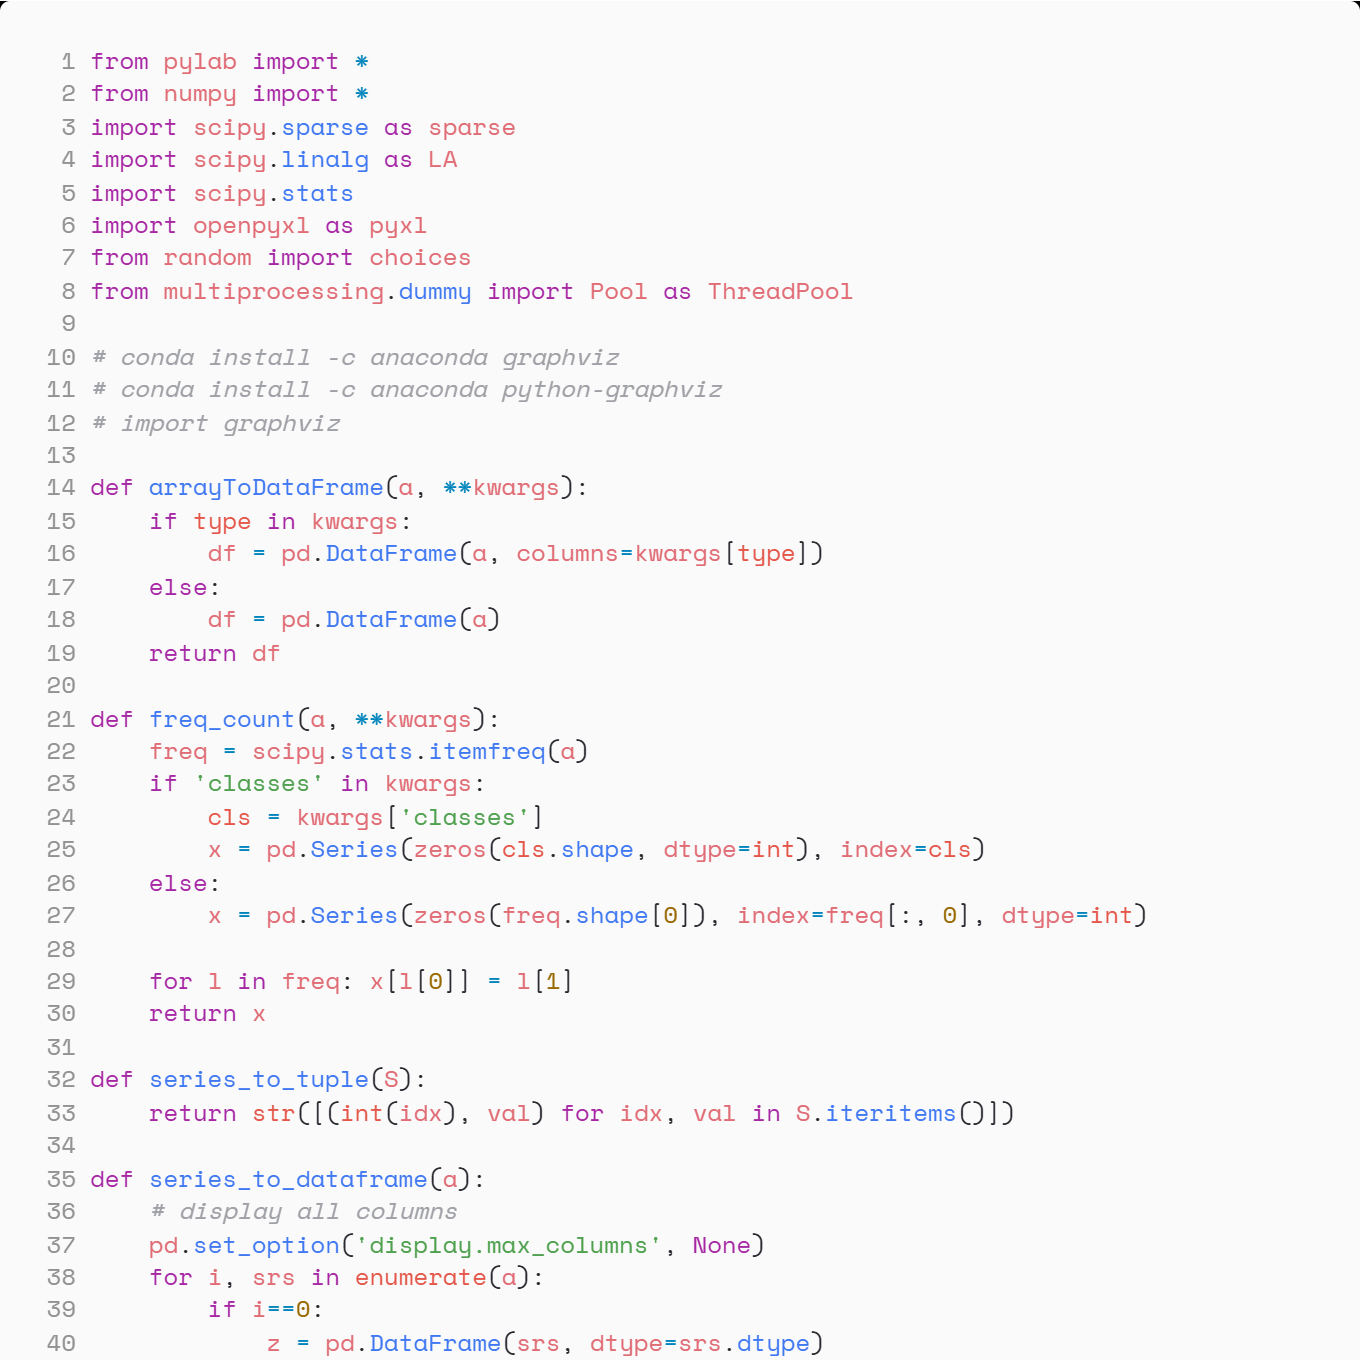 1 from pylab import *
2 from numpy import *
3 import scipy.sparse as sparse
4 import scipy.linalg as LA
5 import scipy.stats
6 import openpyxl as pyxl
7 from random import choices
8 from multiprocessing.dummy import Pool as ThreadPool
9
10 # conda install -c anaconda graphviz
11 # conda install -c anaconda python-graphviz
12 # import graphviz
13
14 def arrayToDataFrame(a, **kwargs):
15     if type in kwargs:
16         df = pd.DataFrame(a, columns=kwargs[type])
17     else:
18         df = pd.DataFrame(a)
19     return df
20
21 def freq_count(a, **kwargs):
22     freq = scipy.stats.itemfreq(a)
23     if 'classes' in kwargs:
24         cls = kwargs['classes']
25         x = pd.Series(zeros(cls.shape, dtype=int), index=cls)
26     else:
27         x = pd.Series(zeros(freq.shape[0]), index=freq[:, 0], dtype=int)
28
29     for l in freq: x[l[0]] = l[1]
30     return x
31
32 def series_to_tuple(S):
33     return str([(int(idx), val) for idx, val in S.iteritems()])
34
35 def series_to_dataframe(a):
36     # display all columns
37     pd.set_option('display.max_columns', None)
38     for i, srs in enumerate(a):
39         if i==0:
40             z = pd.DataFrame(srs, dtype=srs.dtype)